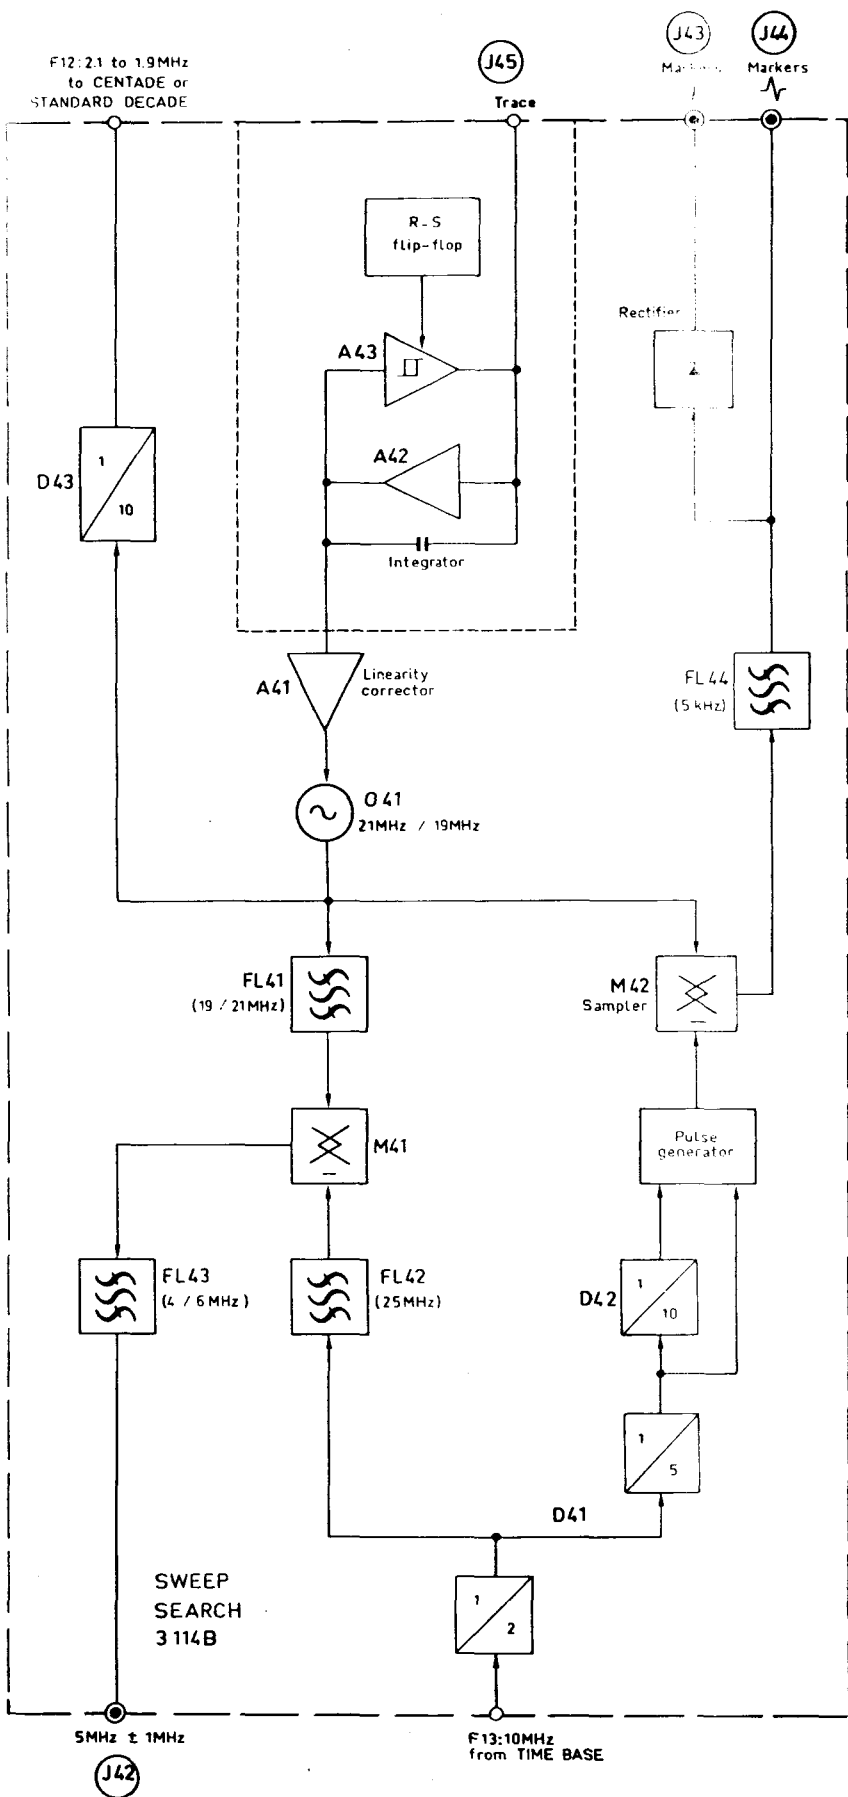 J43
J44
F12:2.1 to 1.9MHz
to CENTADE or
STANDARD DECADE
J45
Trace
Markers
Markers
R-S
flip-flop
Rectifier
A43
A42
1
10
D43
Integrator
A41
Linearity
corrector
FL44
(5kHz)
O41
21MHz / 19MHz
FL41
(19 / 21MHz)
M42
Sampler
M41
Pulse
generator
FL43
(4 / 6MHz)
FL42
(25MHz)
D42
1
10
1
5
D41
SWEEP
SEARCH
3114B
1
2
5MHz ± 1MHz
J42
F13:10MHz
from TIME BASE